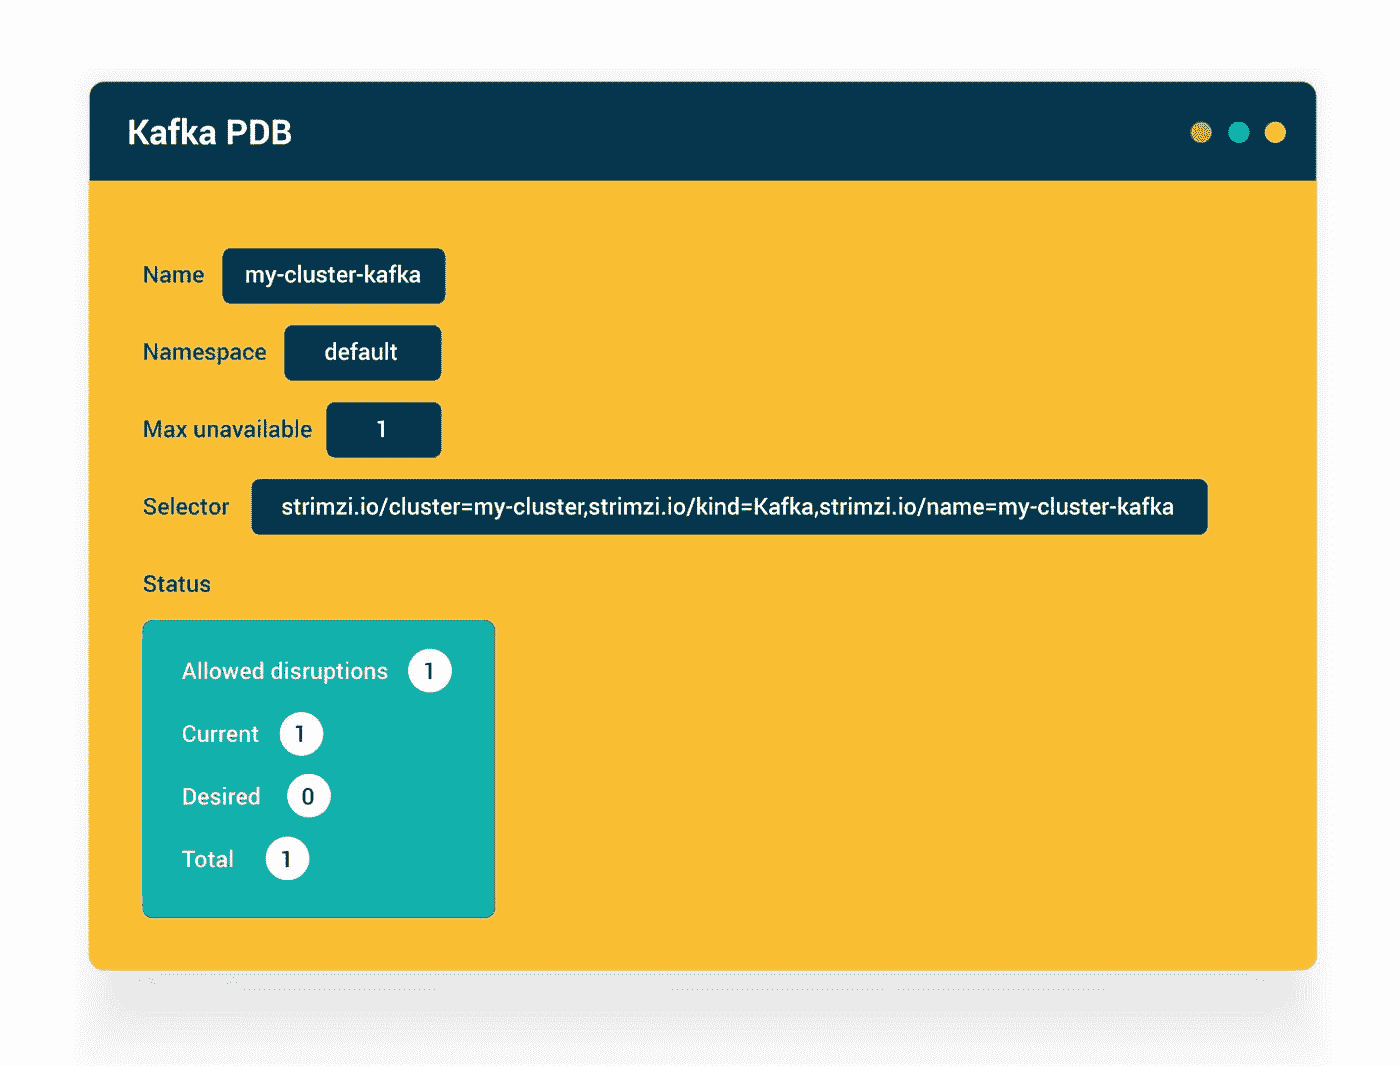 Kafka PDB
Name my-cluster-kafka
Namespace default
Max unavailable 1
Selector strimzi.io/cluster=my-cluster,strimzi.io/kind=Kafka,strimzi.io/name=my-cluster-kafka
Status
Allowed disruptions 1
Current 1
Desired 0
Total 1